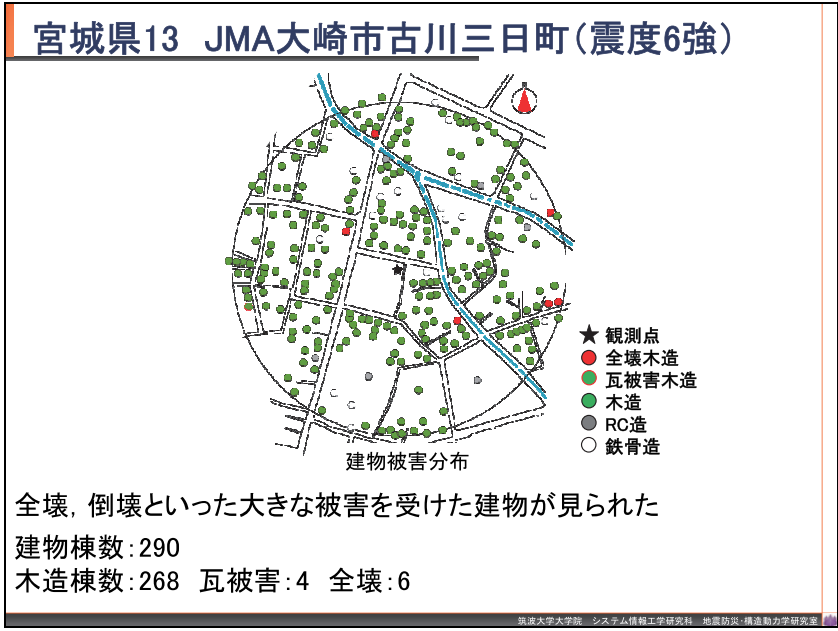 宮城県13　JMA大崎市古川三日町（震度6強）
観測点
全壊木造
瓦被害木造
木造
RC造
鉄骨造
建物被害分布
全壊，倒壊といった大きな被害を受けた建物が見られた
建物棟数：290
木造棟数：268　瓦被害：4　全壊：6
筑波大学大学院　システム情報工学研究科　地震防災・構造動力学研究室